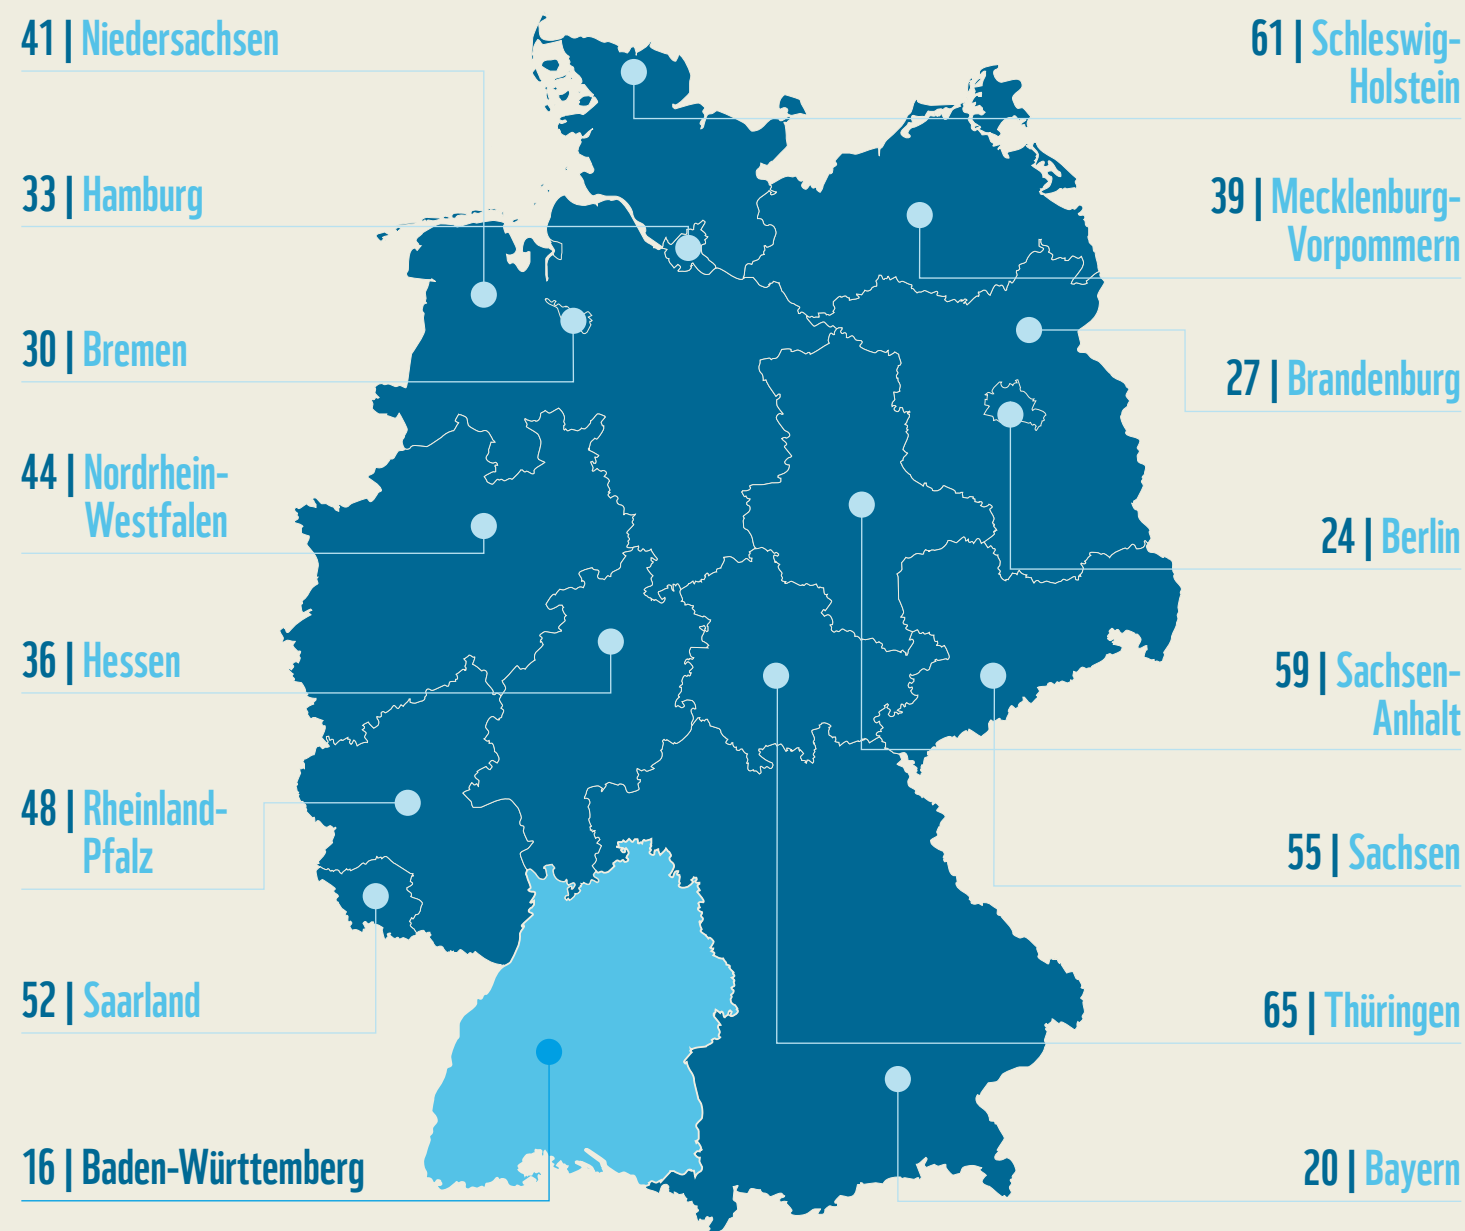 41 | Niedersachsen
33 | Hamburg
30 | Bremen
44 | Nordrhein-
Westfalen
36 | Hessen
48 | Rheinland-
Pfalz
52 | Saarland
16 | Baden-Württemberg
61 | Schleswig-
Holstein
39 | Mecklenburg-
Vorpommern
27 | Brandenburg
24 | Berlin
59 | Sachsen-
Anhalt
55 | Sachsen
65 | Thüringen
20 | Bayern